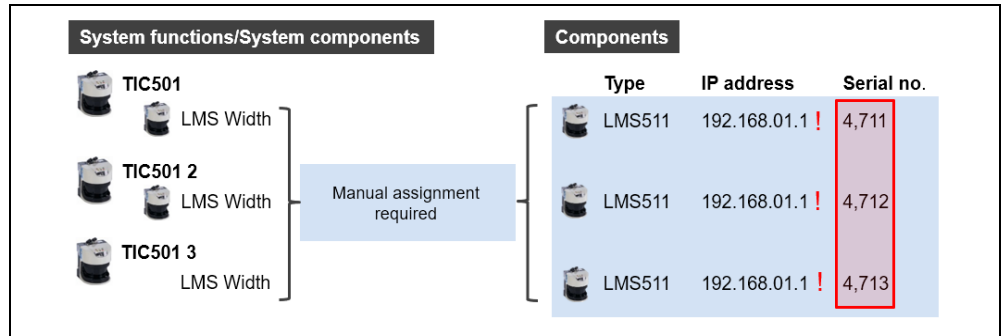 System functions/System components
TIC501
LMS Width
TIC501 2
LMS Width
TIC501 3
LMS Width
Manual assignment
required
Components
Type IP address Serial no.
LMS511 192.168.01.1 ! 4,711
LMS511 192.168.01.1 ! 4,712
LMS511 192.168.01.1 ! 4,713